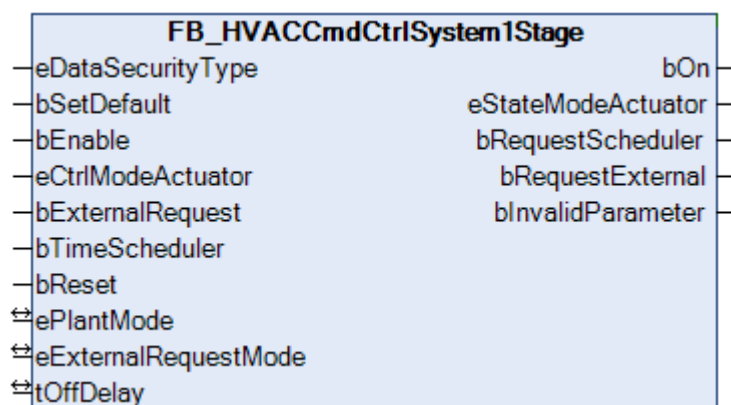 FB_HVACCmdCtrlSystem1Stage
eDataSecurityType bOn
bSetDefault eStateModeActuator
bEnable bRequestScheduler
eCtrlModeActuator bRequestExternal
bExternalRequest bInvalidParameter
bTimeScheduler
bReset
ePlantMode
eExternalRequestMode
tOffDelay